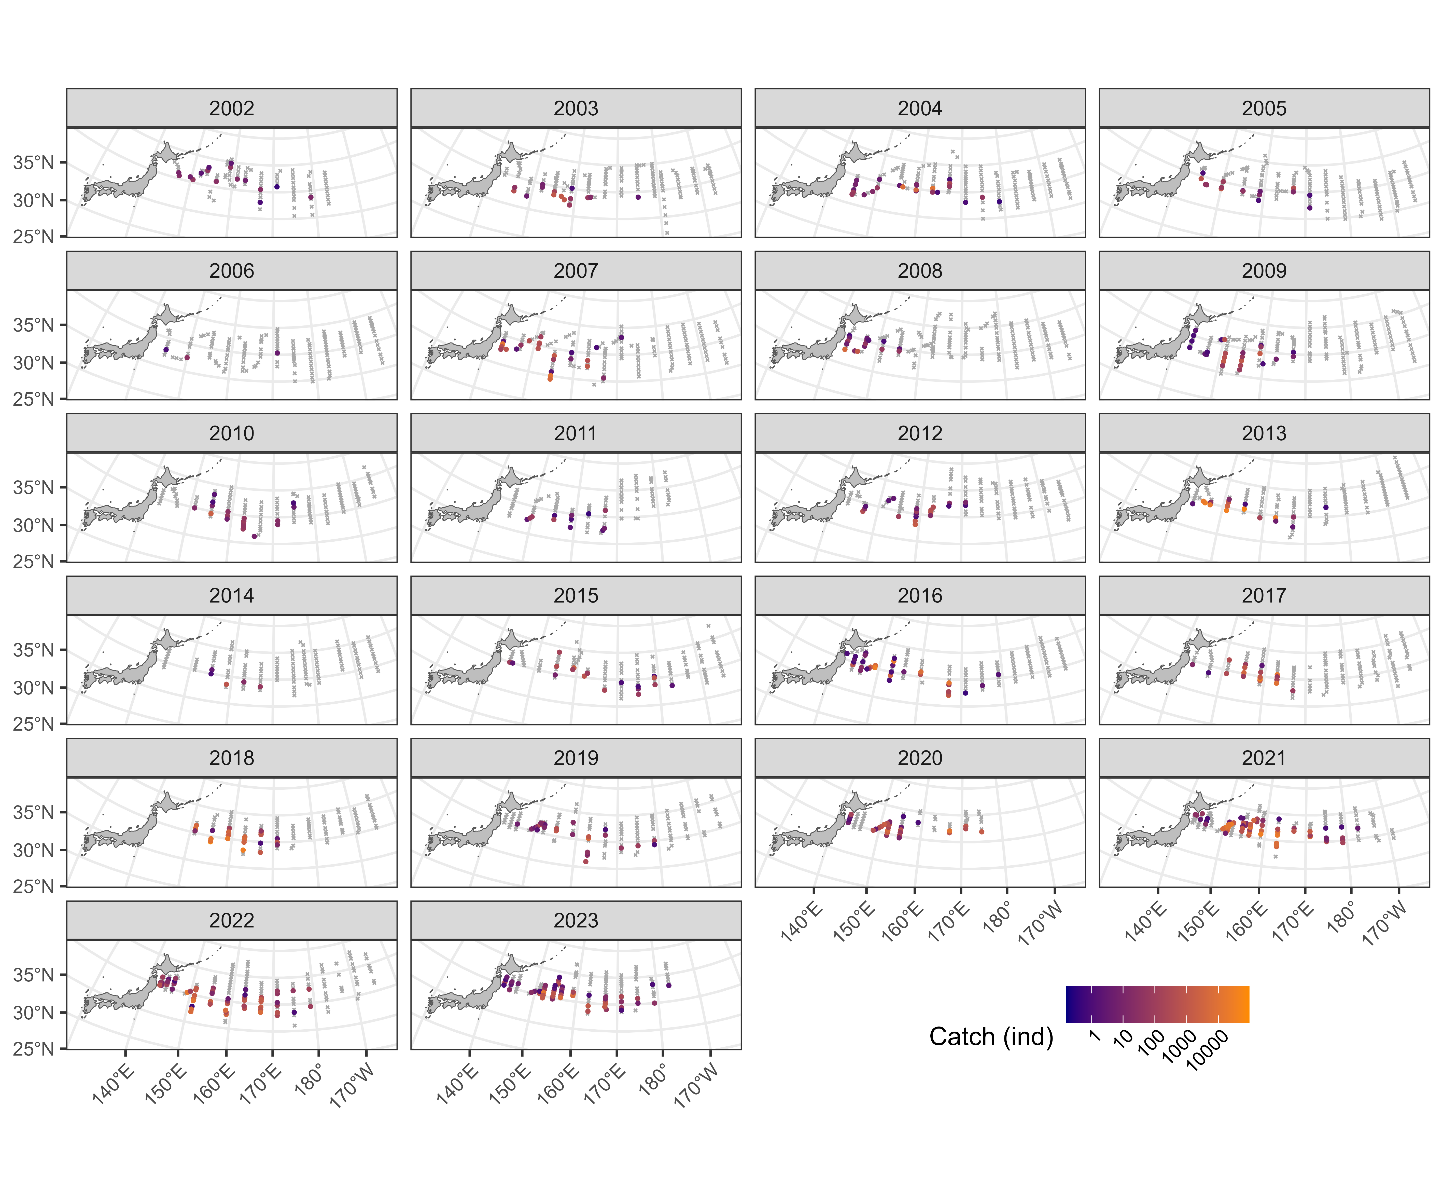 2002 2003 2004 2005
35°N
30°N
25°N
2006 2007 2008 2009
35°N
30°N
25°N
2010 2011 2012 2013
35°N
30°N
25°N
2014 2015 2016 2017
35°N
30°N
25°N
2018 2019 2020 2021
35°N
30°N
25°N
140°E 150°E 160°E 170°E 180° 170°W 140°E 150°E 160°E 170°E 180° 170°W
2022 2023
35°N
30°N
25°N
140°E 150°E 160°E 170°E 180° 170°W 140°E 150°E 160°E 170°E 180° 170°W
Catch (ind)
1 10 100 1000 10000